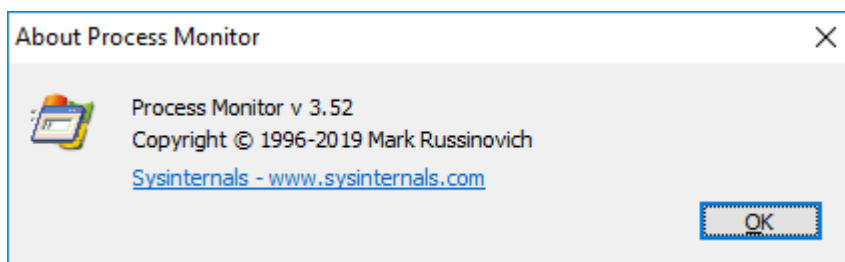 About Process Monitor
Process Monitor v 3.52
Copyright © 1996-2019 Mark Russinovich
Sysinternals - www.sysinternals.com
OK